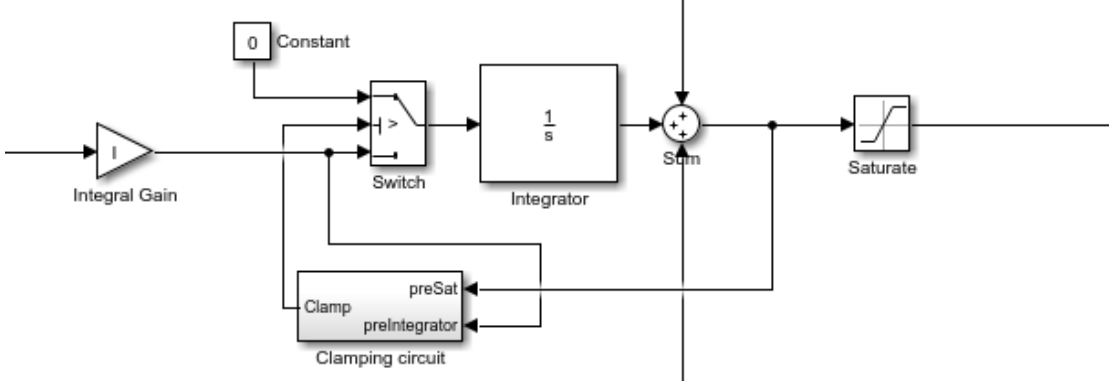 0
Constant
>
I
Integral Gain
Switch
1
s
Integrator
Sum
Saturate
preSat
Clamp
preIntegrator
Clamping circuit